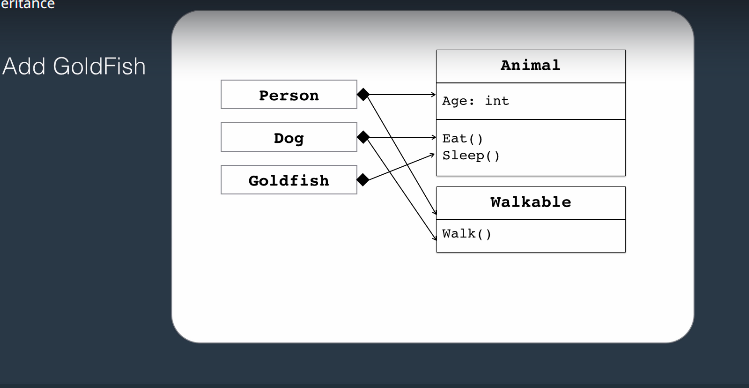 eritance
Add GoldFish
Person
Dog
Goldfish
Animal
Age: int
Eat()
Sleep()
Walkable
Walk()